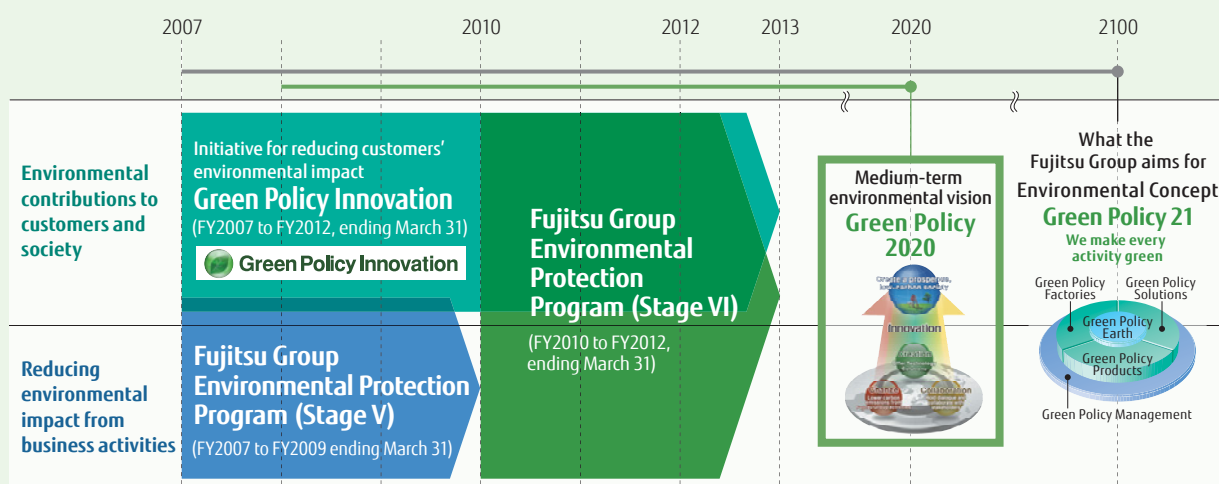 2007
2010
2012
2013
2020
2100
Environmental
contributions to
customers and
society
Initiative for reducing customers'
environmental impact
Green Policy Innovation
(FY2007 to FY2012, ending March 31)
Green Policy Innovation
Fujitsu Group
Environmental
Protection
Program (Stage VI)
(FY2010 to FY2012,
ending March 31)
Medium-term
environmental vision
Green Policy
2020
Innovation
What the
Fujitsu Group aims for
Environmental Concept
Green Policy 21
We make every
activity green
Green Policy
Factories
Green Policy
Solutions
Green Policy
Earth
Green Policy
Products
Green Policy Management
Reducing
environmental
impact from
business activities
Fujitsu Group
Environmental Protection
Program (Stage V)
(FY2007 to FY2009 ending March 31)